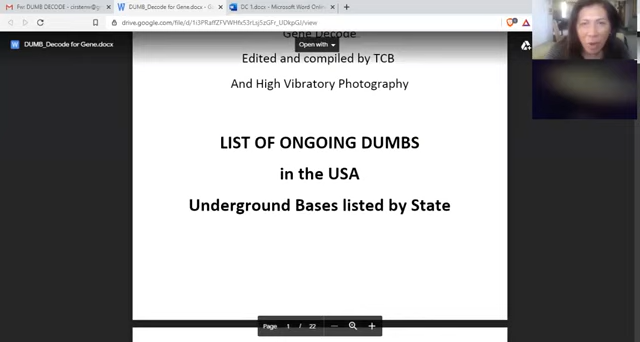 Fw: DUMB DECODE -
DUMB_Decode for Gene.docx - G
DC 1.docx - Microsoft Word Online
drive.google.com/file/d/
/view
DUMB_Decode for Gene.docx
Open with
Gene Decode
Edited and compiled by TCB
And High Vibratory Photography
LIST OF ONGOING DUMBS
in the USA
Underground Bases listed by State
Page 1 / 22